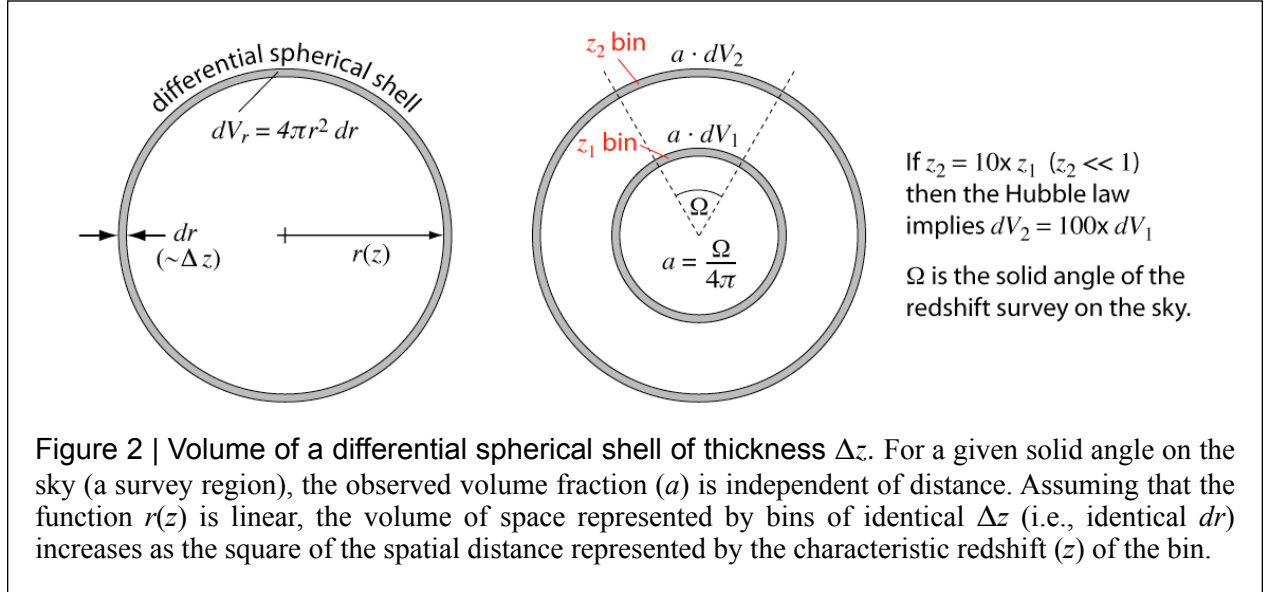 differential spherical shell
dVᵣ = 4πr² dr
dr
(~Δz)
r(z)
z₂ bin
a · dV₂
z₁ bin
a · dV₁
Ω
a = Ω/4π
If z₂ = 10x z₁ (z₂ << 1)
then the Hubble law
implies dV₂ = 100x dV₁
Ω is the solid angle of the
redshift survey on the sky.
Figure 2 | Volume of a differential spherical shell of thickness Δz. For a given solid angle on the
sky (a survey region), the observed volume fraction (a) is independent of distance. Assuming that the
function r(z) is linear, the volume of space represented by bins of identical Δz (i.e., identical dr)
increases as the square of the spatial distance represented by the characteristic redshift (z) of the bin.